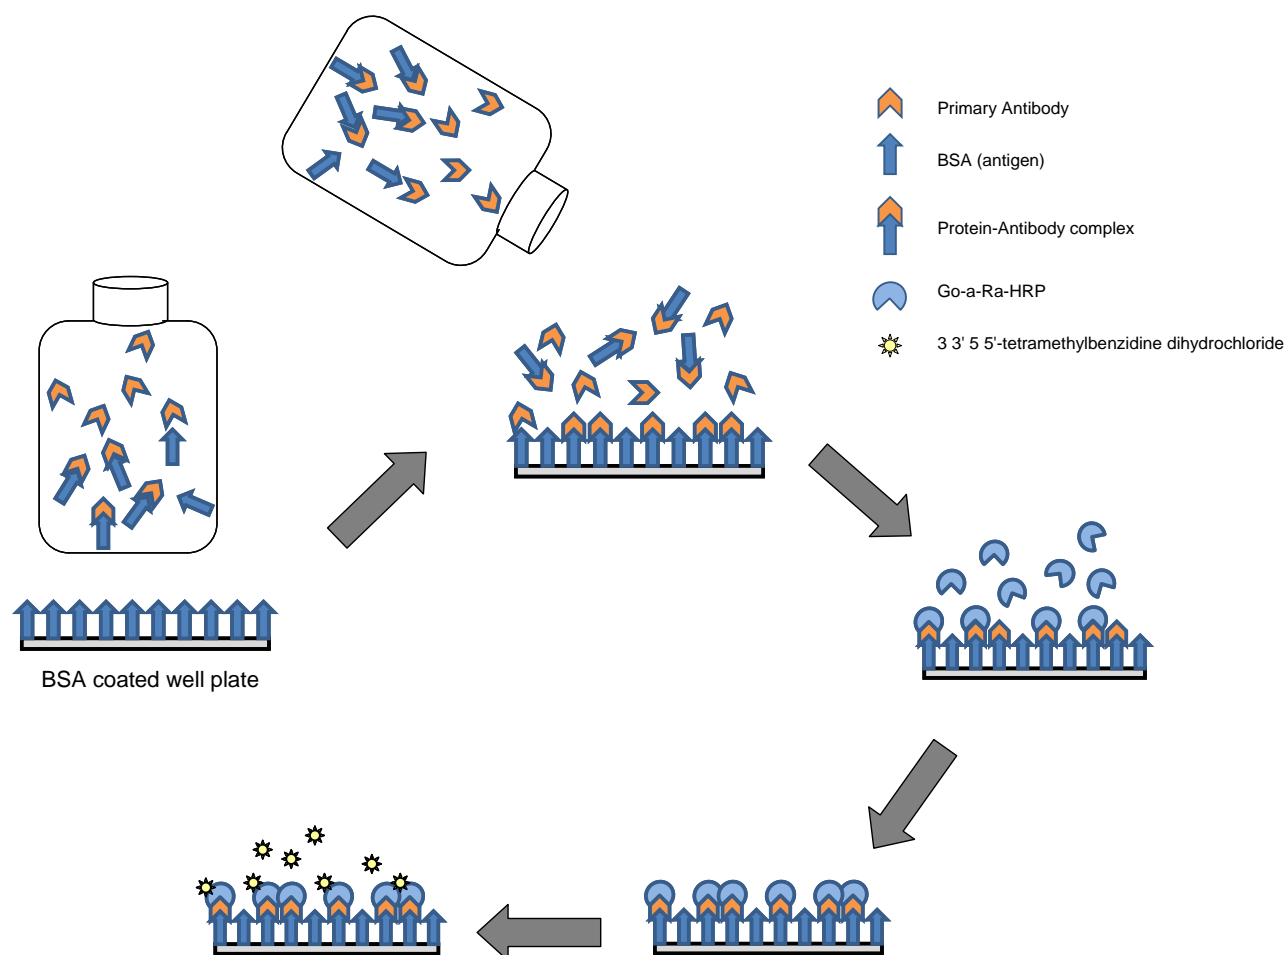 Primary Antibody
BSA (antigen)
Protein-Antibody complex
Go-a-Ra-HRP
3 3' 5 5'-tetramethylbenzidine dihydrochloride
BSA coated well plate